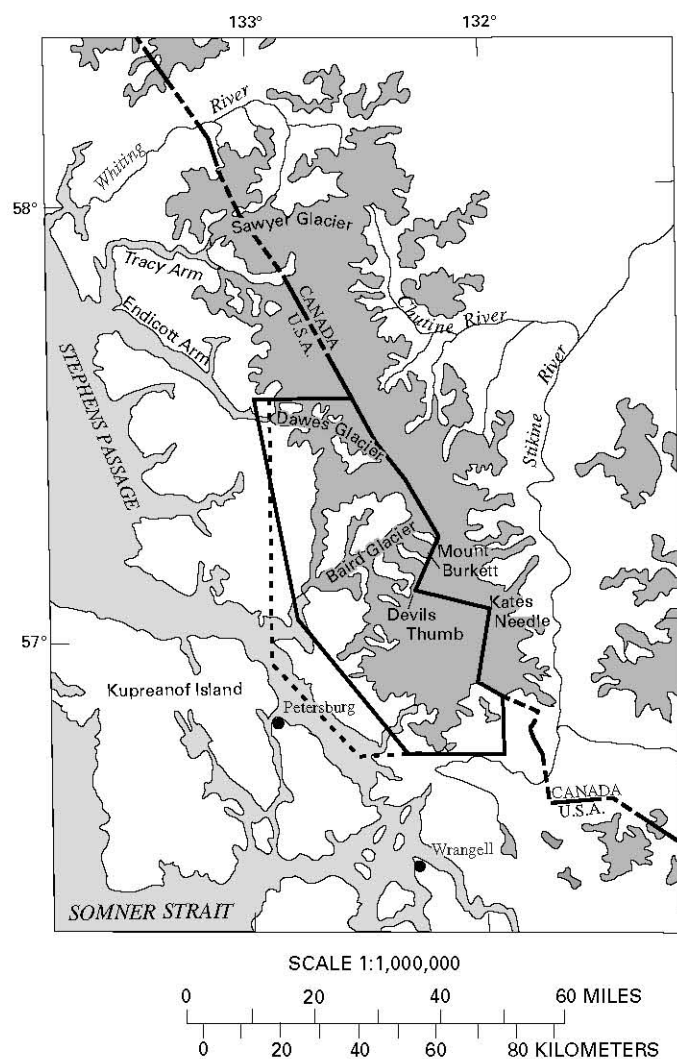 133°
132°
River
Whiting
58°
Sawyer Glacier
Tracy Arm
CANADA
U.S.A.
Chutine River
Endicott Arm
STEPHENS PASSAGE
River
Stikine
Dawes Glacier
Baird Glacier
Mount
Burkett
Devils
Thumb
Kates
Needle
57°
Kupreanof Island
Petersburg
CANADA
U.S.A.
Wrangell
SOMNER STRAIT
SCALE 1:1,000,000
0 20 40 60 MILES
0 20 40 60 80 KILOMETERS